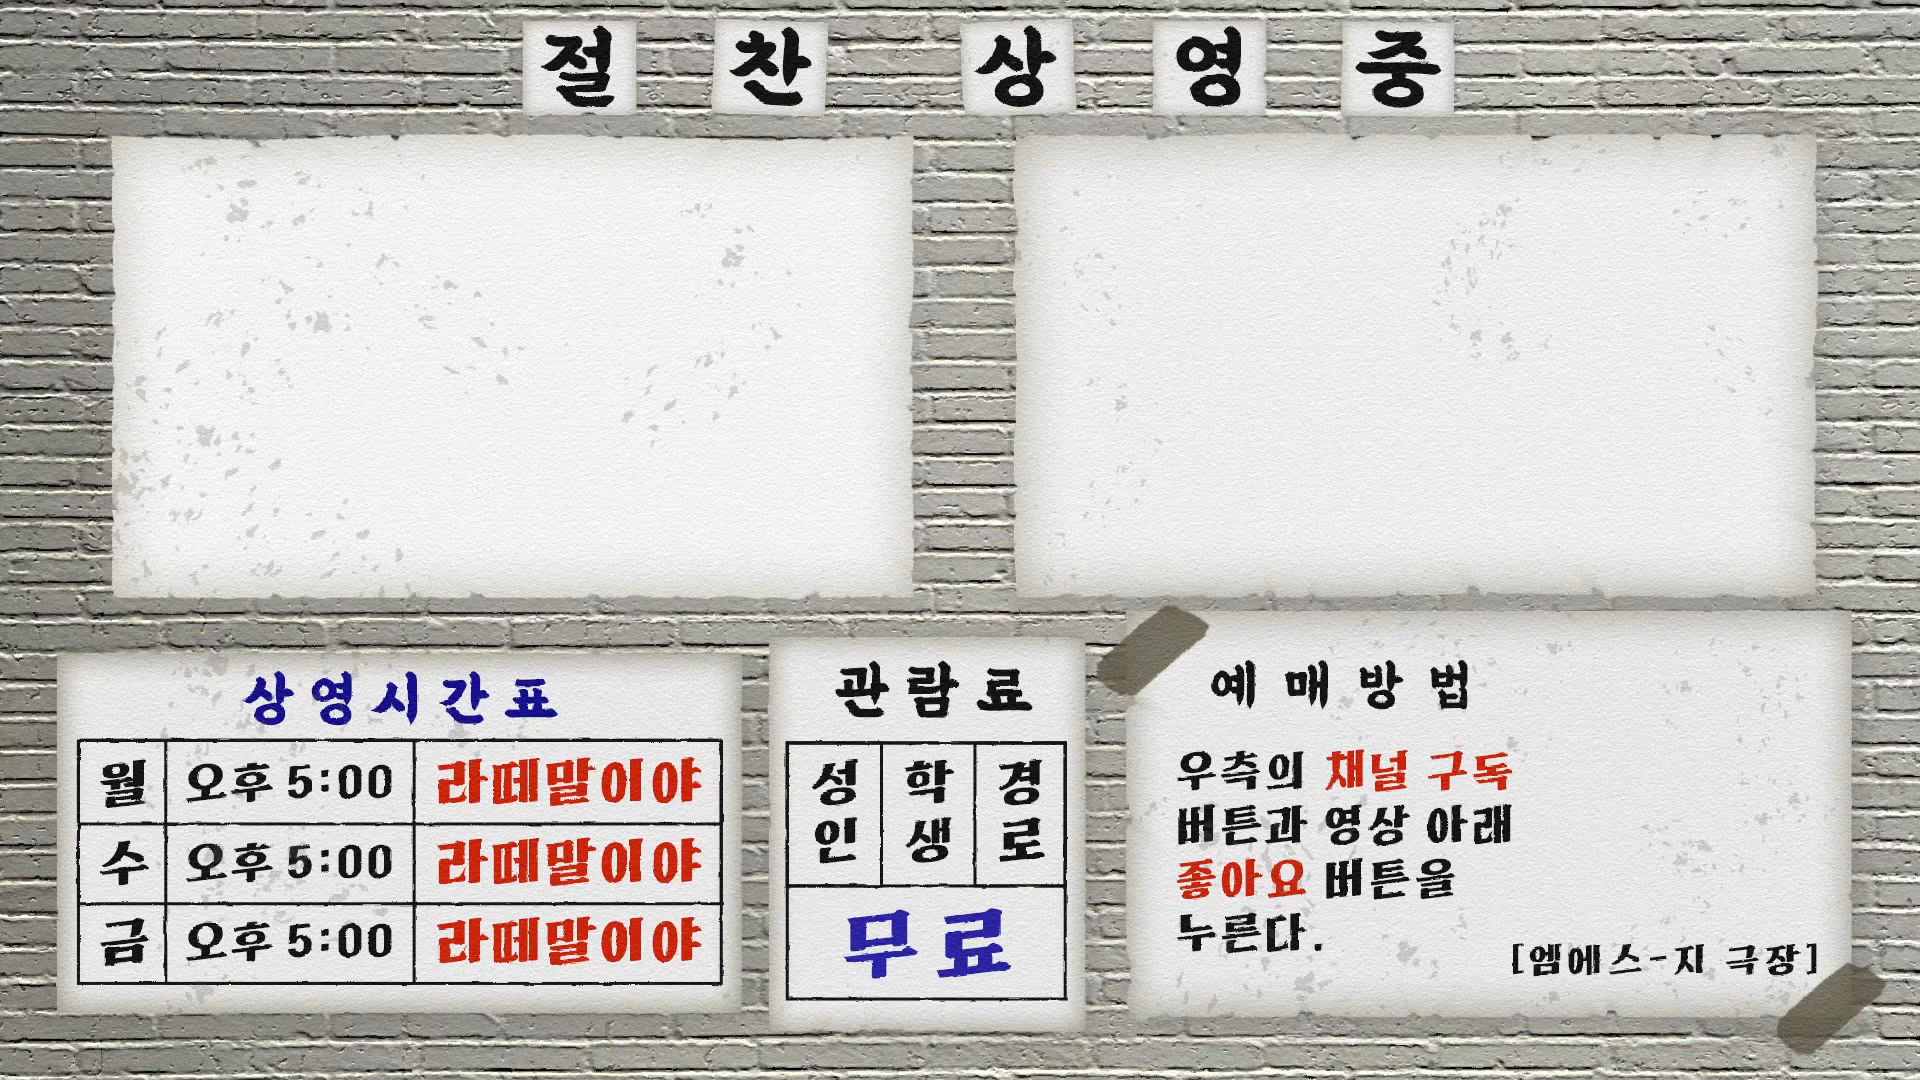 절 찬 상 영 중
상영시간표
월 오후 5:00 라떼말이야
수 오후 5:00 라떼말이야
금 오후 5:00 라떼말이야
관람료
성인 학생 경로
무료
예매방법
우측의 채널 구독
버튼과 영상 아래
좋아요 버튼을
누른다.
[엠에스-지 극장]